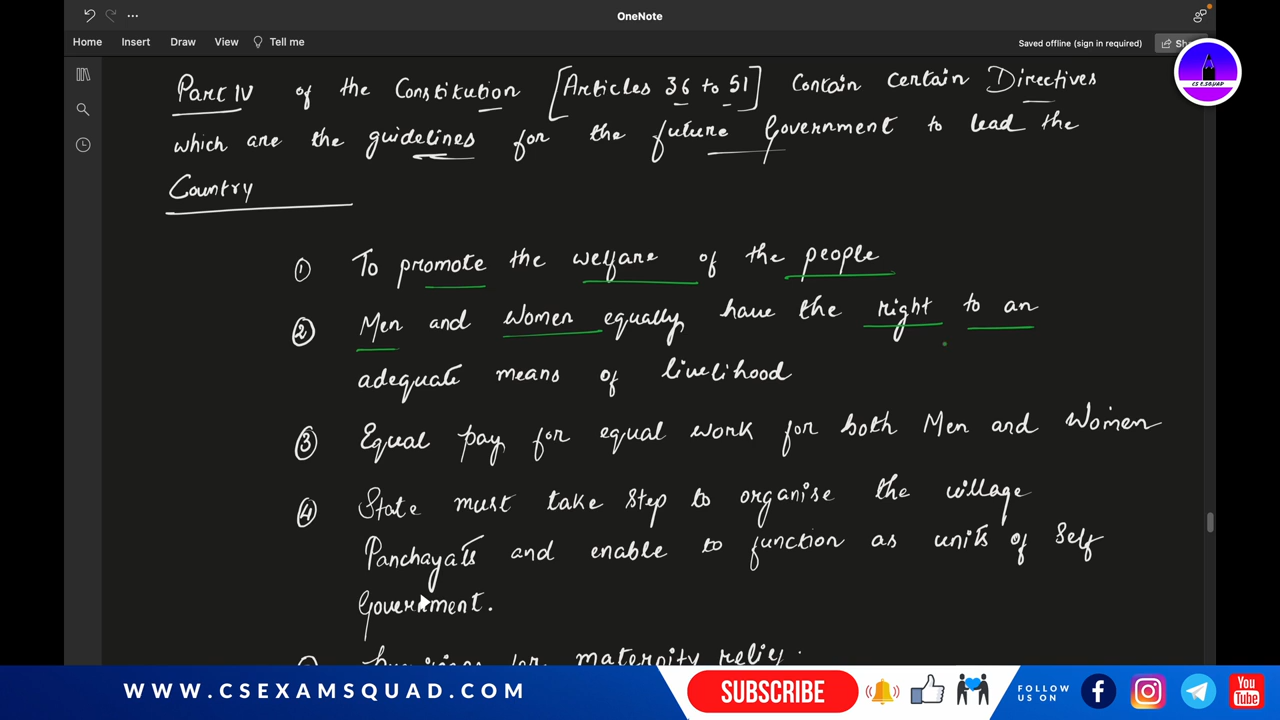 OneNote
Home Insert Draw View Tell me
Saved offline (sign in required)
CS E.SQUAD
Part IV of the Constitution [Articles 36 to 51] Contain certain Directives
which are the guidelines for the future Government to lead the
Country
① To promote the welfare of the people
② Men and Women equally have the right to an
adequate means of livelihood
③ Equal pay for equal work for both Men and Women
④ State must take step to organise the village
Panchayats and enable to function as units of Self
Government.
for maternity relief.
WWW.CSEXAMSQUAD.COM
SUBSCRIBE
FOLLOW
US ON
You
Tube